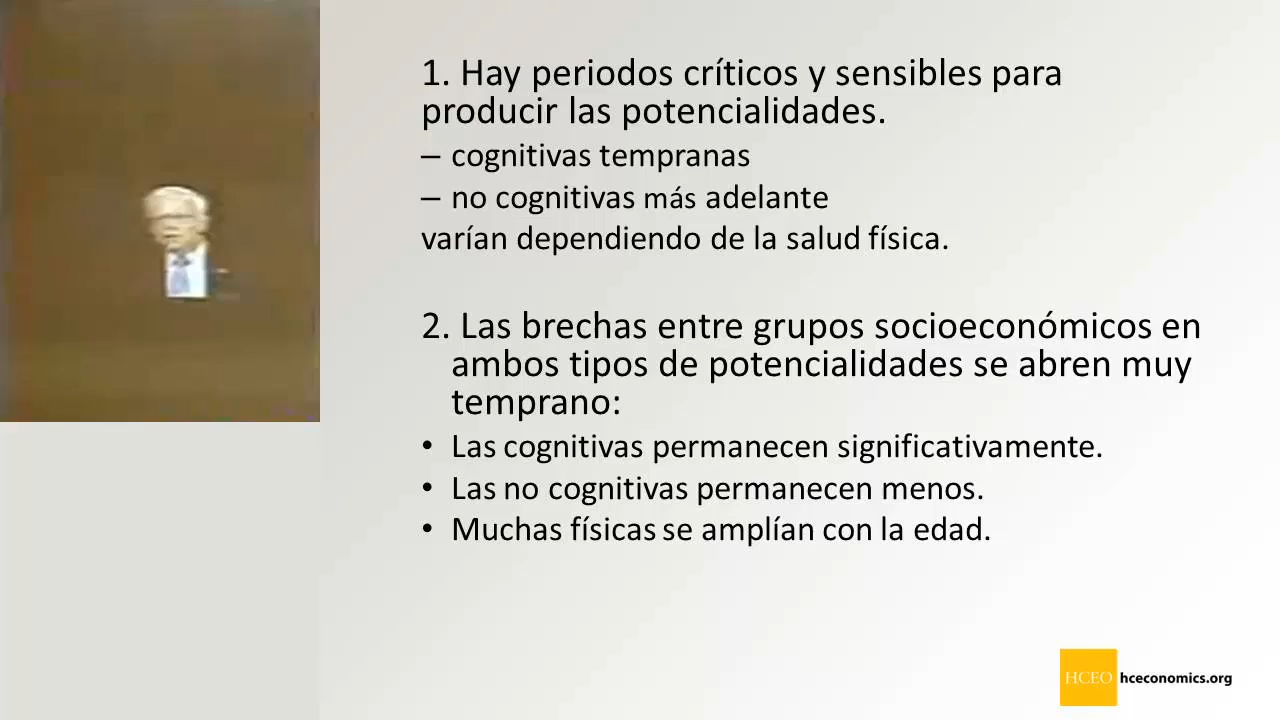 1. Hay periodos críticos y sensibles para
producir las potencialidades.
– cognitivas tempranas
– no cognitivas más adelante
varían dependiendo de la salud física.
2. Las brechas entre grupos socioeconómicos en
ambos tipos de potencialidades se abren muy
temprano:
• Las cognitivas permanecen significativamente.
• Las no cognitivas permanecen menos.
• Muchas físicas se amplían con la edad.
HCEO hceconomics.org